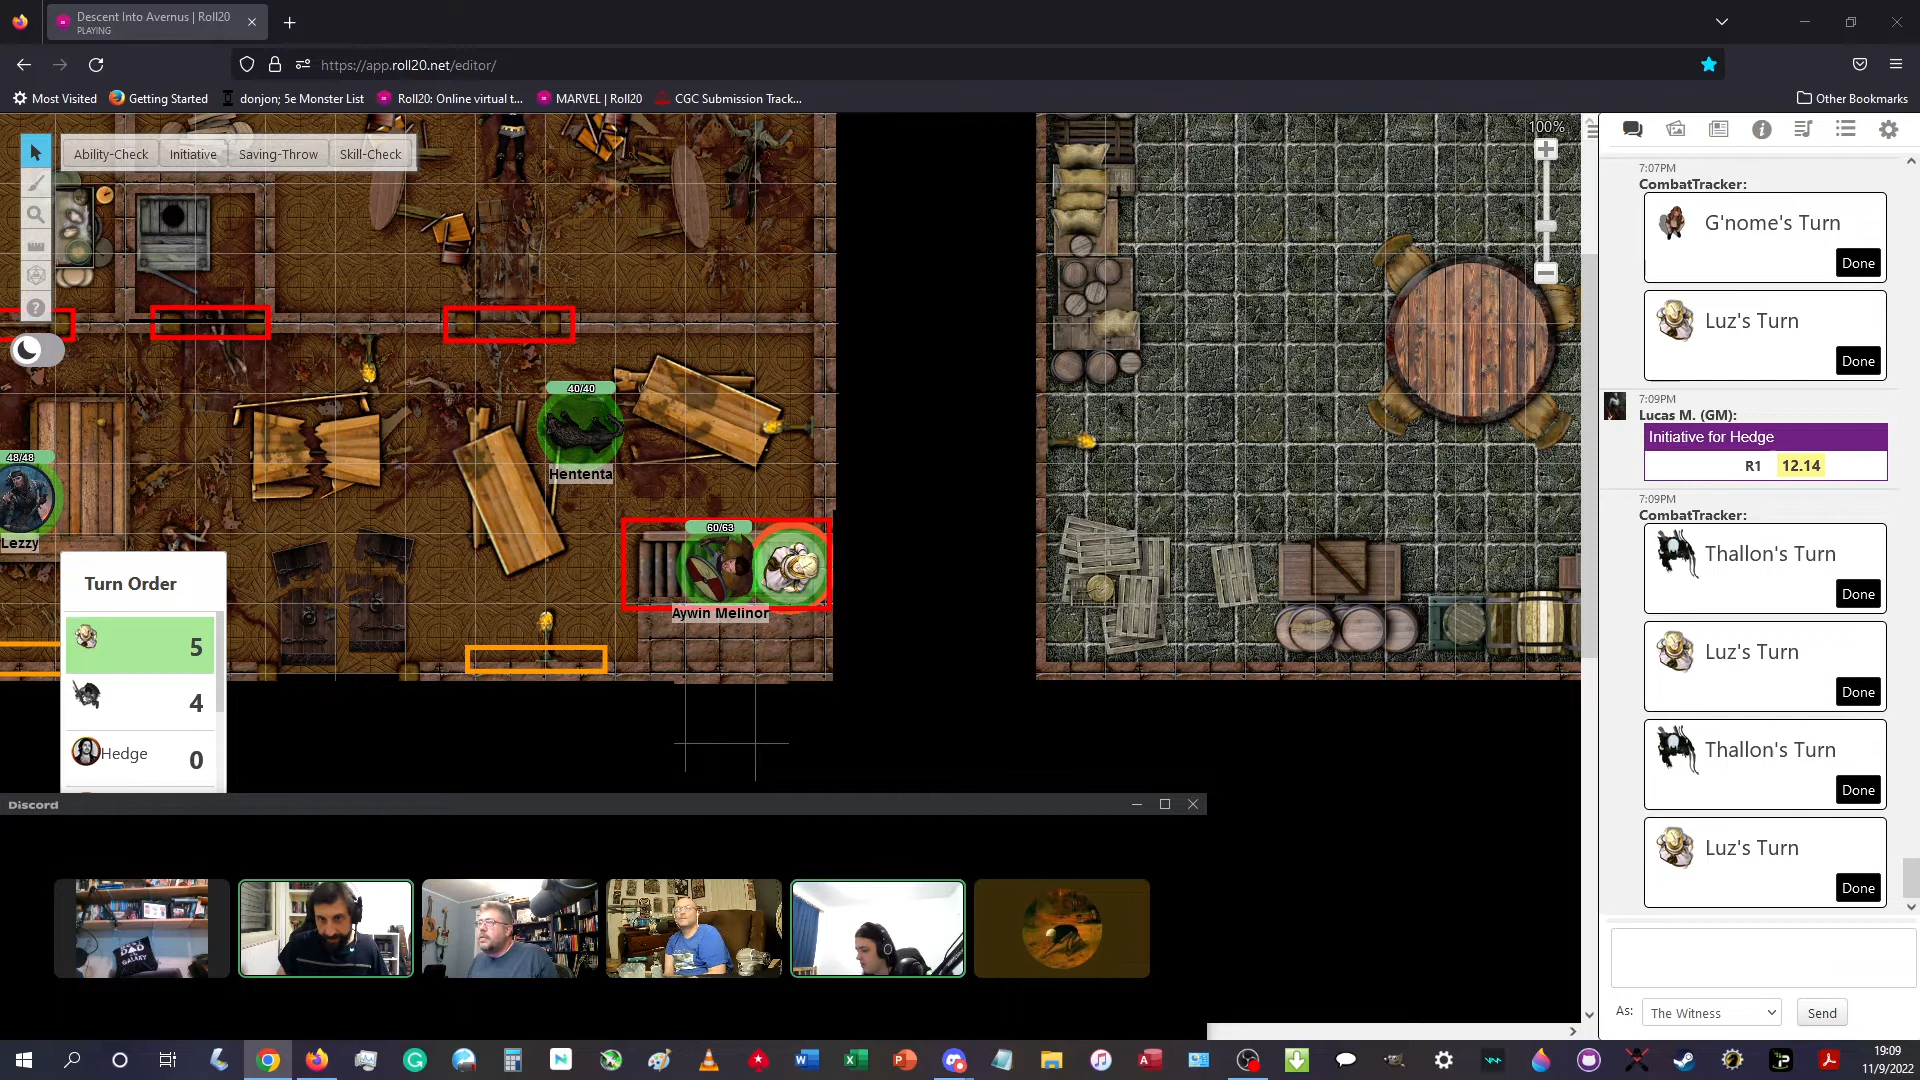 Descent Into Avernus | Roll20
PLAYING
https://app.roll20.net/editor/
Most Visited
Getting Started
donjon; 5e Monster List
Roll20: Online virtual t...
MARVEL | Roll20
CGC Submission Track...
Other Bookmarks
Ability-Check
Initiative
Saving-Throw
Skill-Check
100%
40/40
Hententa
48/48
Lezzy
60/63
Aywin Melinor
Turn Order
5
4
Hedge
0
7:07PM
CombatTracker:
G'nome's Turn
Done
Luz's Turn
Done
7:09PM
Lucas M. (GM):
Initiative for Hedge
R1 12.14
7:09PM
CombatTracker:
Thallon's Turn
Done
Luz's Turn
Done
Thallon's Turn
Done
Luz's Turn
Done
As:
The Witness
Send
Discord
DAD
GALAXY
19:09
11/9/2022